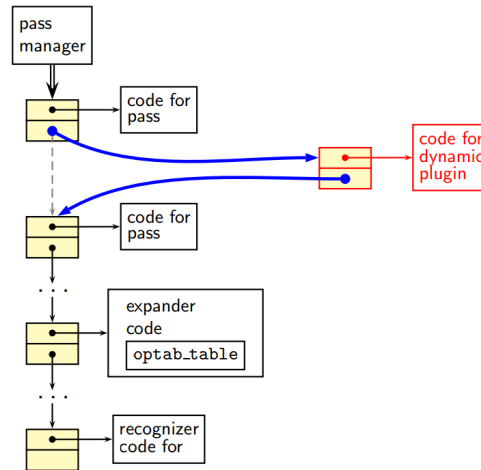 pass
manager
code for
pass
code for
dynamic
plugin
code for
pass
. . .
expander
code
optab_table
. . .
recognizer
code for